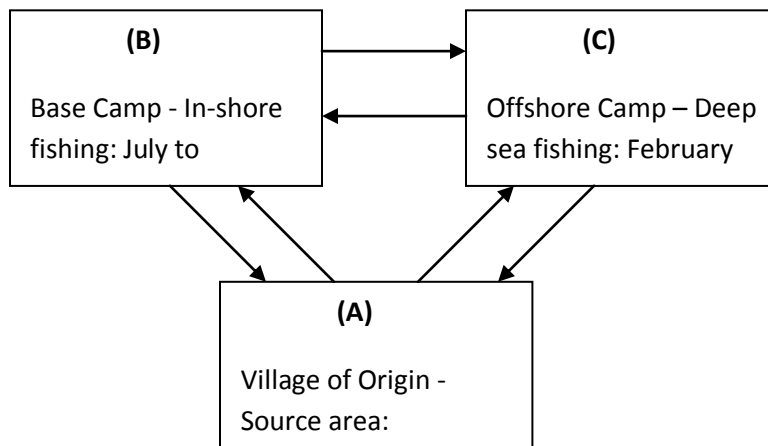 (B)
Base Camp - In-shore
fishing: July to
(C)
Offshore Camp – Deep
sea fishing: February
(A)
Village of Origin -
Source area: